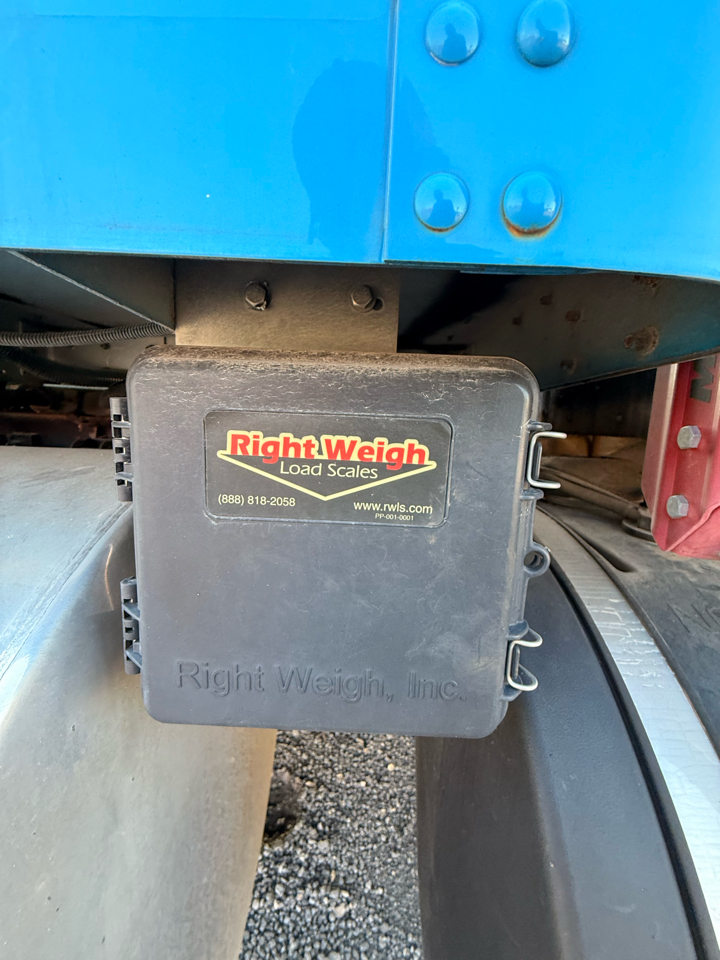 Right Weigh
Load Scales
(888) 818-2058
www.rwls.com
PP-001-0001
Right Weigh, Inc.